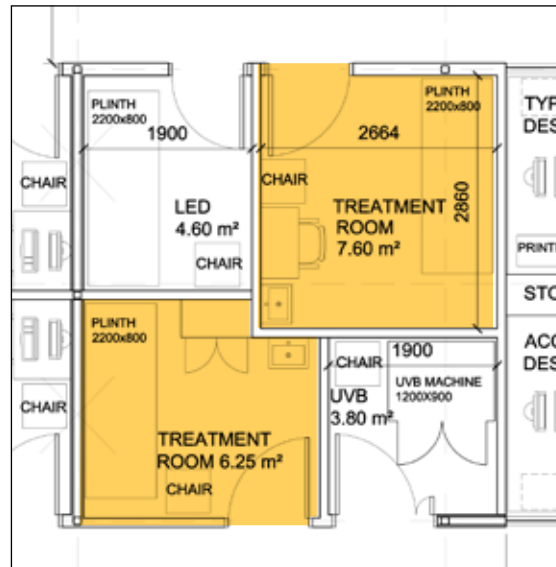 PLINTH
2200x800
1900
CHAIR
LED
4.60 m²
CHAIR
PLINTH
2200x800
2664
CHAIR
TREATMENT
ROOM
7.60 m²
2860
TYP
DES
PRINT
STO
PLINTH
2200x800
CHAIR
TREATMENT
ROOM 6.25 m²
CHAIR
1900
CHAIR
UVB MACHINE
1200X900
UVB
3.80 m²
ACC
DES